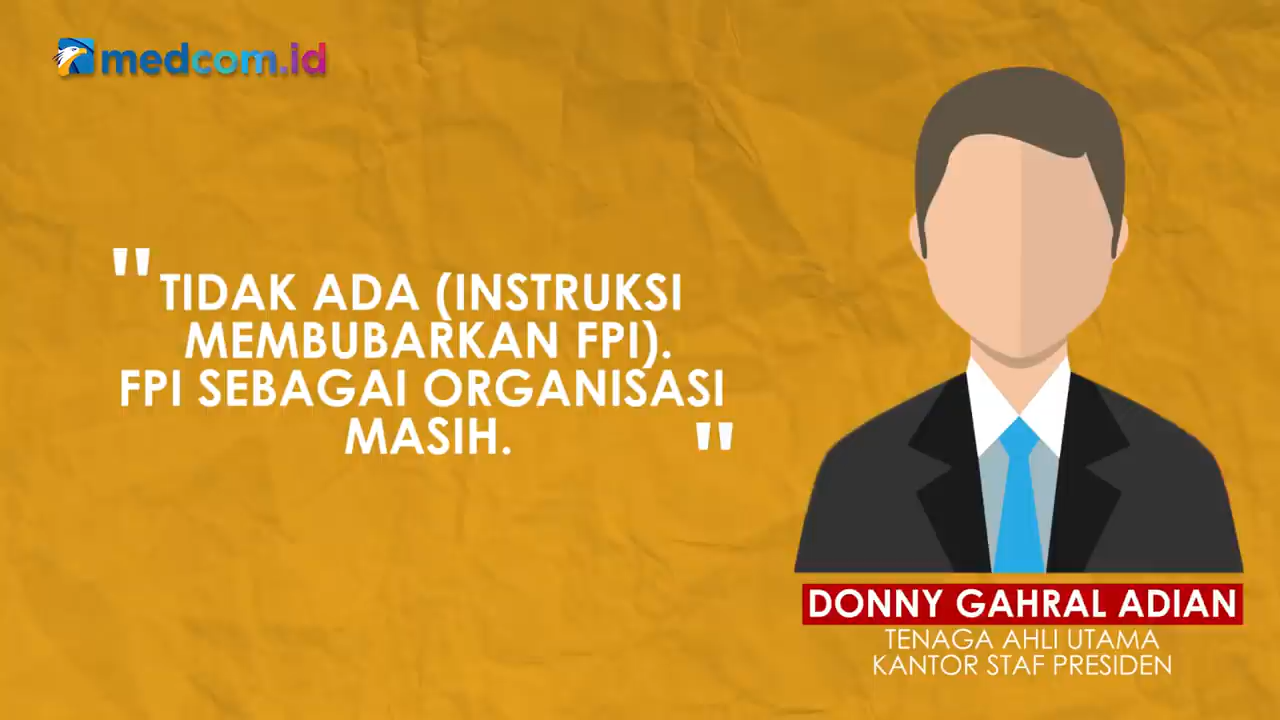 medcom.id
"TIDAK ADA (INSTRUKSI
MEMBUBARKAN FPI).
FPI SEBAGAI ORGANISASI
MASIH."
DONNY GAHRAL ADIAN
TENAGA AHLI UTAMA
KANTOR STAF PRESIDEN